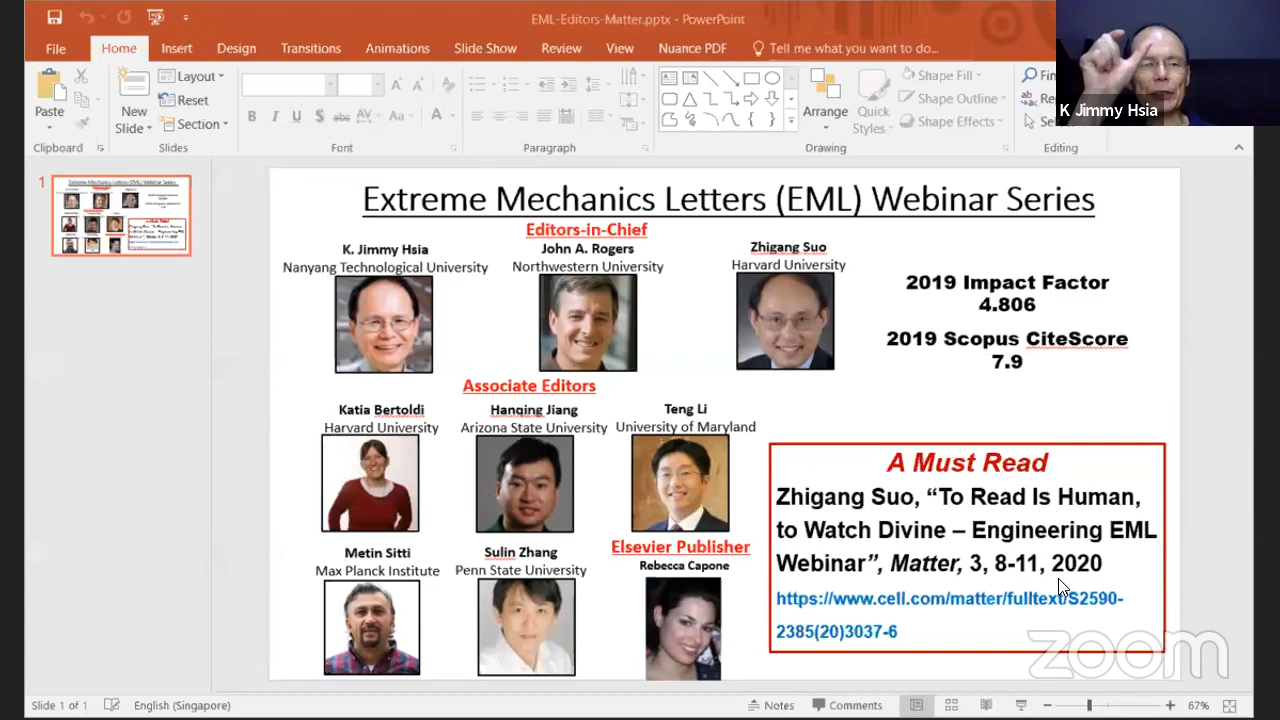 EML-Editors-Matter.pptx - PowerPoint
File Home Insert Design Transitions Animations Slide Show Review View Nuance PDF Tell me what you want to do...
Paste
Clipboard
New
Slide
Layout
Reset
Section
Slides
B I U S abc AV Aa A
Font
Paragraph
Arrange
Quick
Styles
Shape Fill
Shape Outline
Shape Effects
Drawing
Editing
K Jimmy Hsia
1
Extreme Mechanics Letters (EML) Webinar Series
Editors-in-Chief
K. Jimmy Hsia
Nanyang Technological University
John A. Rogers
Northwestern University
Zhigang Suo
Harvard University
2019 Impact Factor
4.806
2019 Scopus CiteScore
7.9
Associate Editors
Katia Bertoldi
Harvard University
Hanqing Jiang
Arizona State University
Teng Li
University of Maryland
Metin Sitti
Max Planck Institute
Sulin Zhang
Penn State University
Elsevier Publisher
Rebecca Capone
A Must Read
Zhigang Suo, “To Read Is Human,
to Watch Divine – Engineering EML
Webinar”, Matter, 3, 8-11, 2020
https://www.cell.com/matter/fulltext/S2590-
2385(20)3037-6
zoom
Slide 1 of 1 English (Singapore) Notes Comments 67%